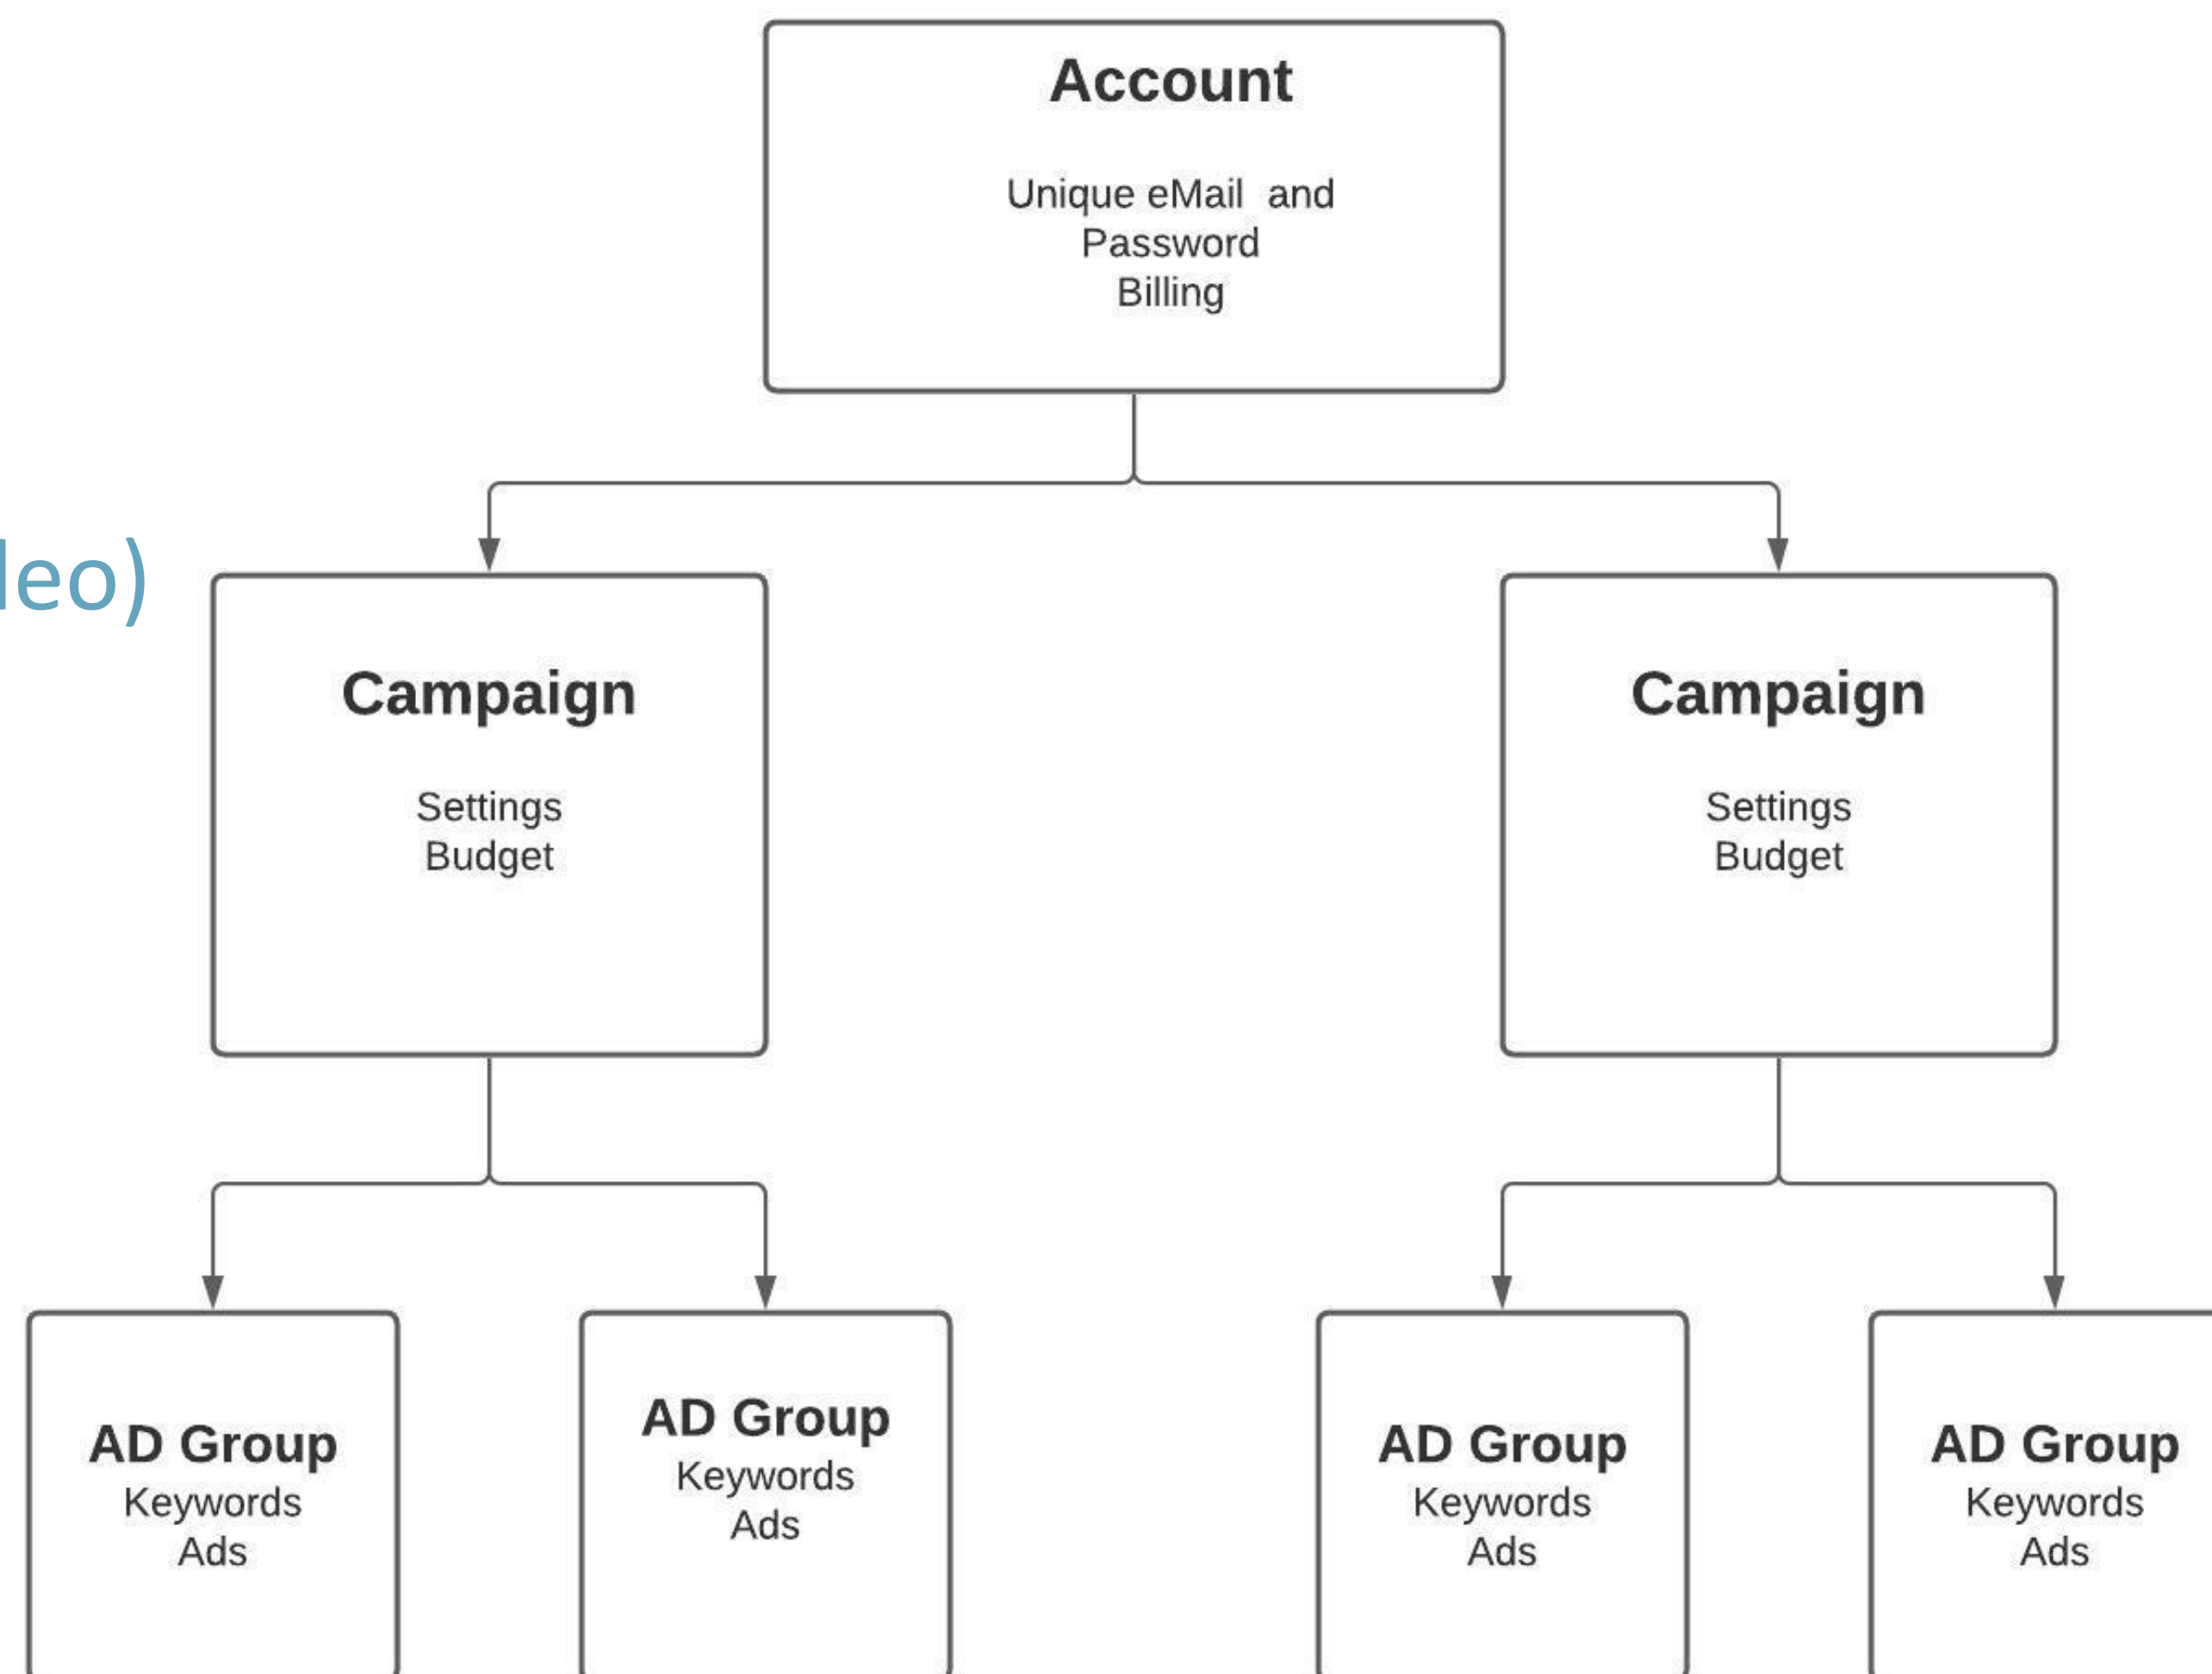 Account
Unique eMail  and
Password
Billing
deo)
Campaign
Settings
Budget
Campaign
Settings
Budget
AD Group
Keywords
Ads
AD Group
Keywords
Ads
AD Group
Keywords
Ads
AD Group
Keywords
Ads